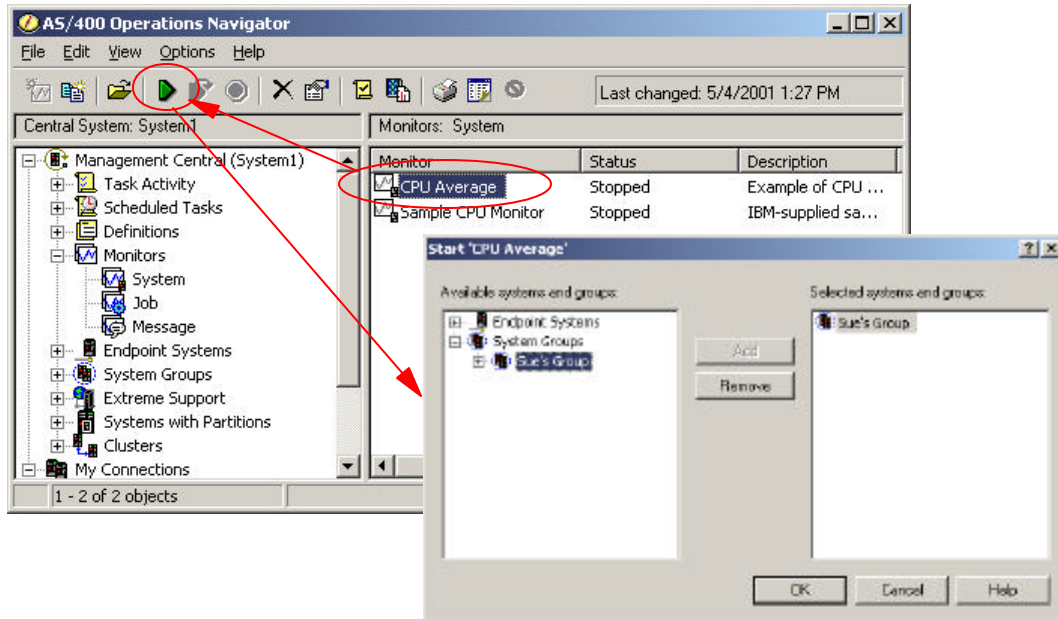 AS/400 Operations Navigator
File Edit View Options Help
Last changed: 5/4/2001 1:27 PM
Central System: System1
Monitors: System
Management Central (System1)
Task Activity
Scheduled Tasks
Definitions
Monitors
System
Job
Message
Endpoint Systems
System Groups
Extreme Support
Systems with Partitions
Clusters
My Connections
Monitor Status Description
CPU Average Stopped Example of CPU ...
Sample CPU Monitor Stopped IBM-supplied sa...
1 - 2 of 2 objects
Start 'CPU Average'
Available systems and groups:
Endpoint Systems
System Groups
Sue's Group
Add
Remove
Selected systems and groups:
Sue's Group
OK Cancel Help